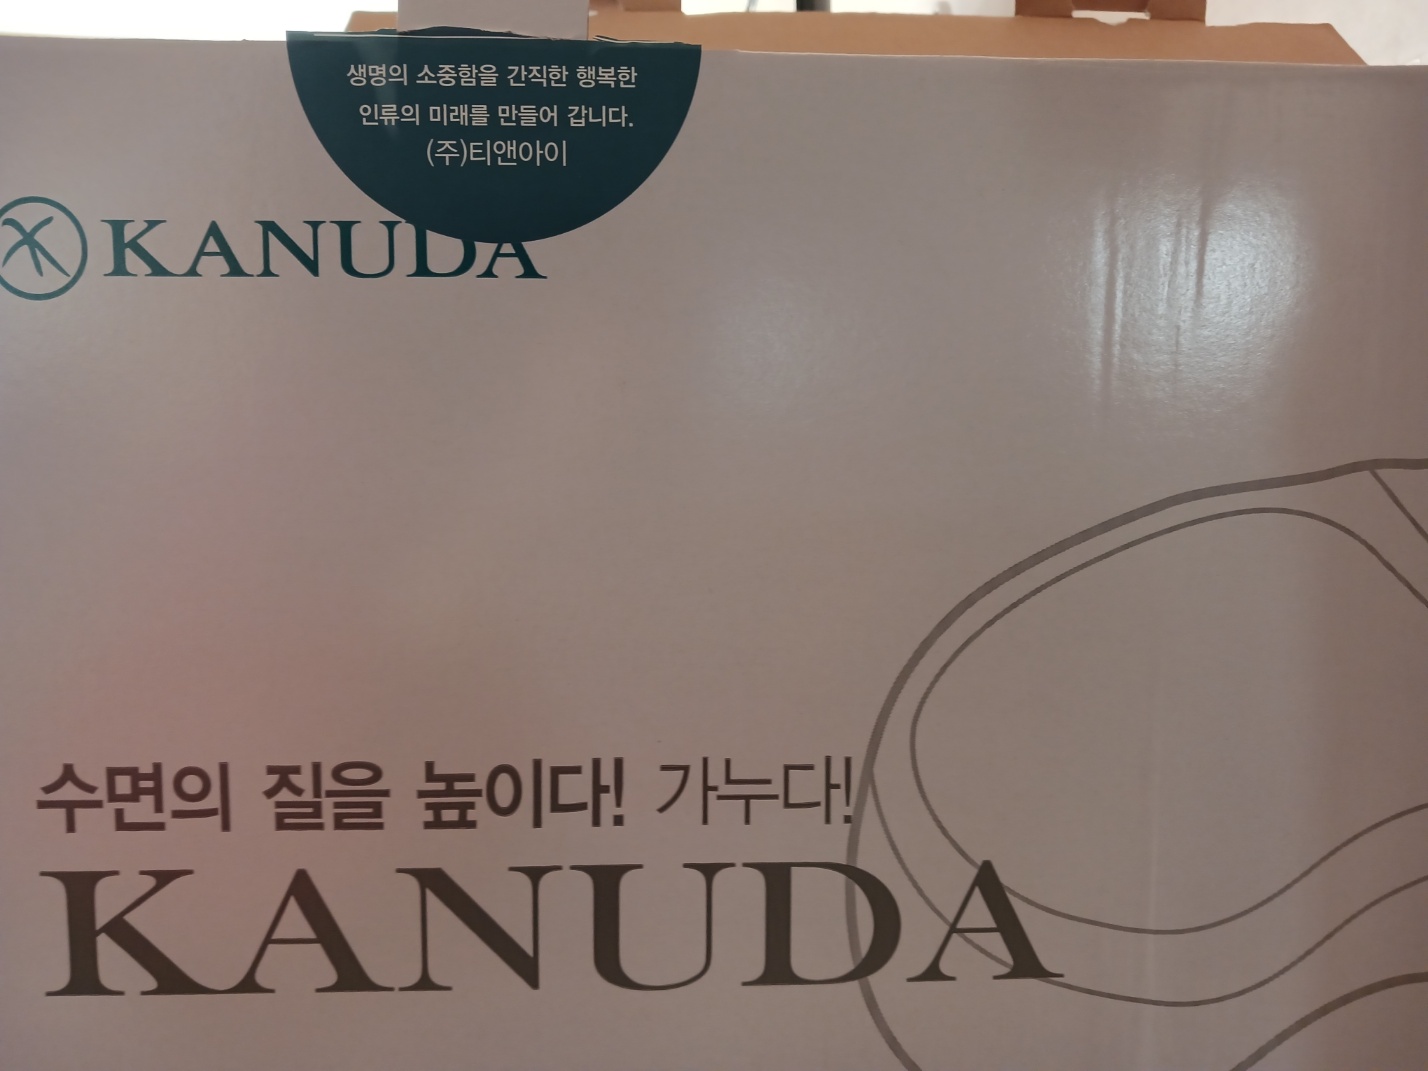 생명의 소중함을 간직한 행복한
인류의 미래를 만들어 갑니다.
(주)티앤아이
KANUDA
수면의 질을 높이다! 가누다!
KANUDA